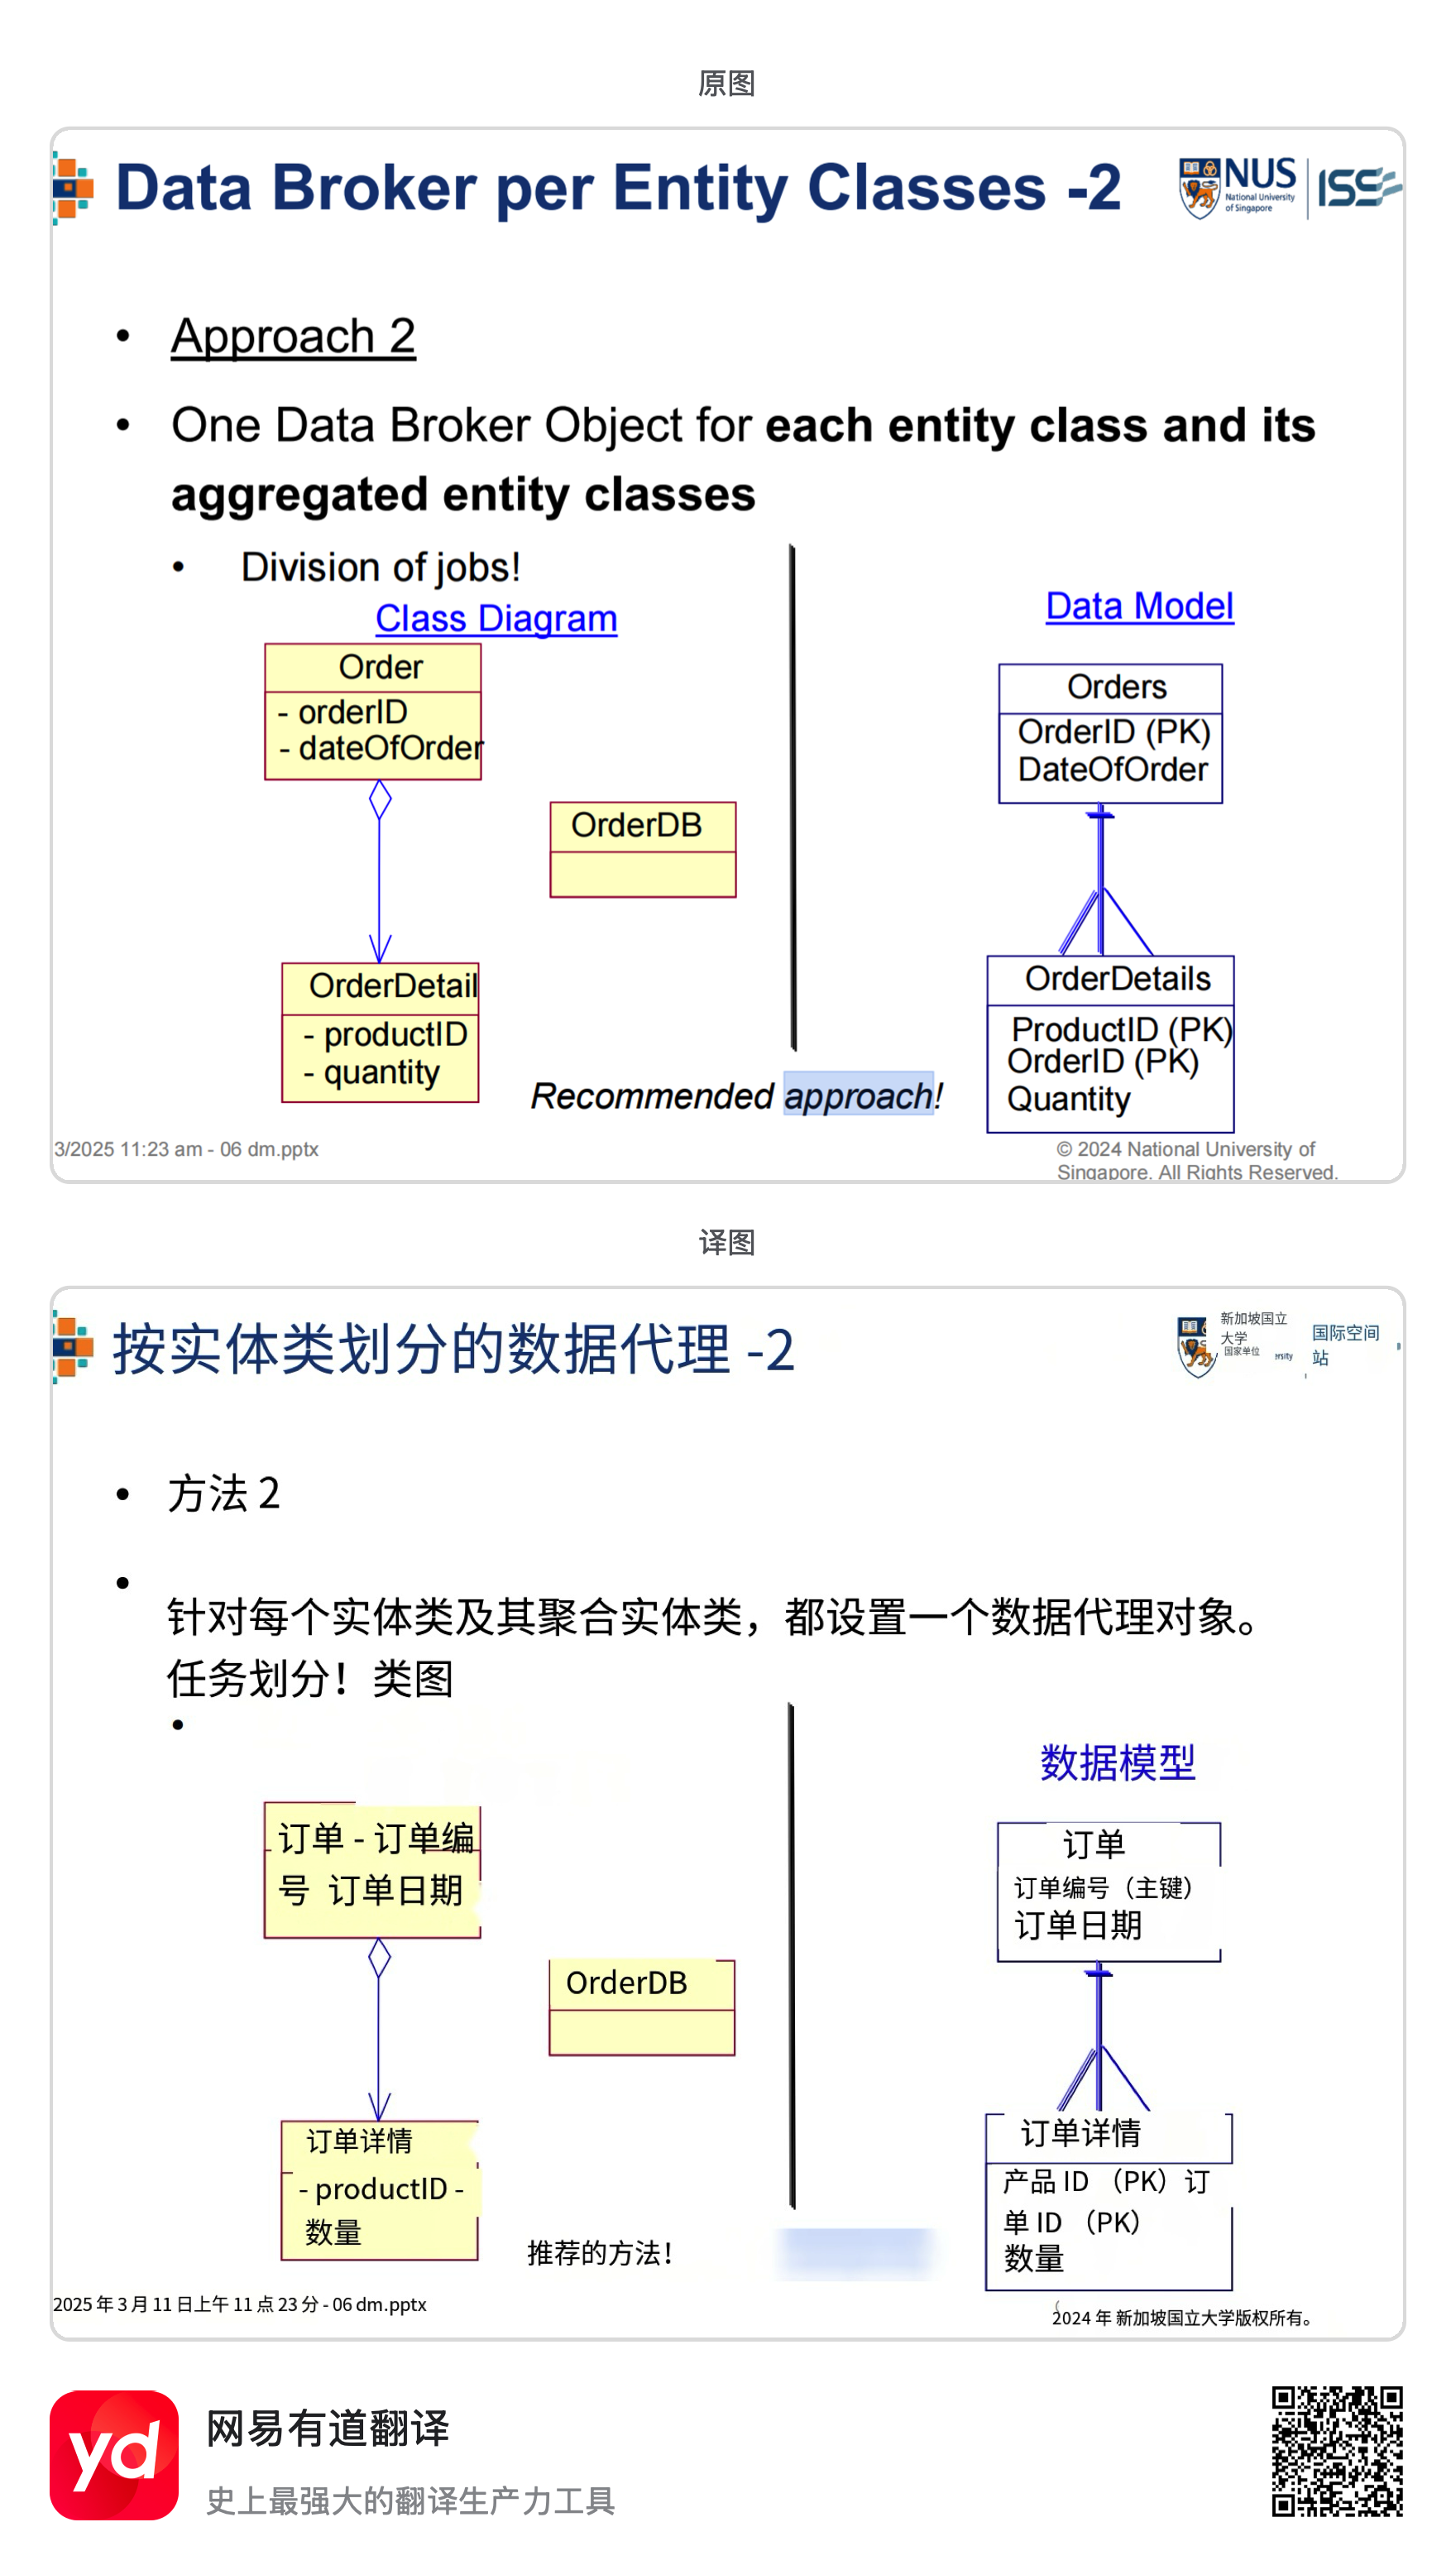 原图
Data Broker per Entity Classes -2
NUS
National University
of Singapore
ISS
• Approach 2
• One Data Broker Object for each entity class and its
aggregated entity classes
• Division of jobs!
Class Diagram
Data Model
Order
- orderID
- dateOfOrder
Orders
OrderID (PK)
DateOfOrder
OrderDB
OrderDetail
- productID
- quantity
OrderDetails
ProductID (PK)
OrderID (PK)
Quantity
Recommended approach!
3/2025 11:23 am - 06 dm.pptx
© 2024 National University of
Singapore. All Rights Reserved.
译图
按实体类划分的数据代理 -2
新加坡国立
大学
国家单位
rsity
国际空间
站
• 方法 2
•
针对每个实体类及其聚合实体类，都设置一个数据代理对象。
任务划分！类图
•
数据模型
订单 - 订单编
号 订单日期
订单
订单编号（主键）
订单日期
OrderDB
订单详情
- productID -
数量
订单详情
产品 ID （PK）订
单 ID （PK）
数量
推荐的方法！
2025 年 3 月 11 日上午 11 点 23 分 - 06 dm.pptx
2024 年 新加坡国立大学版权所有。
yd
网易有道翻译
史上最强大的翻译生产力工具